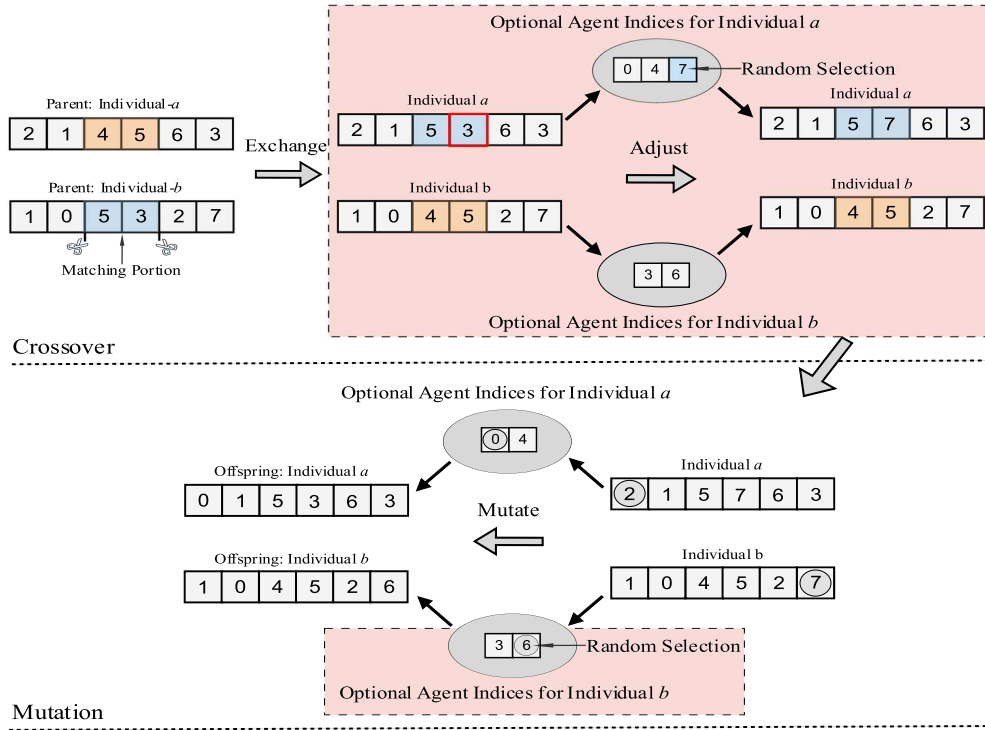 Optional Agent Indices for Individual a
0 4 7
Random Selection
Parent: Individual-a
2 1 4 5 6 3
Exchange
Individual a
2 1 5 3 6 3
Adjust
Individual a
2 1 5 7 6 3
Parent: Individual-b
1 0 5 3 2 7
Matching Portion
Individual b
1 0 4 5 2 7
Individual b
1 0 4 5 2 7
3 6
Optional Agent Indices for Individual b
Crossover
Optional Agent Indices for Individual a
0 4
Offspring: Individual a
0 1 5 3 6 3
Individual a
2 1 5 7 6 3
Mutate
Offspring: Individual b
1 0 4 5 2 6
Individual b
1 0 4 5 2 7
3 6
Random Selection
Optional Agent Indices for Individual b
Mutation